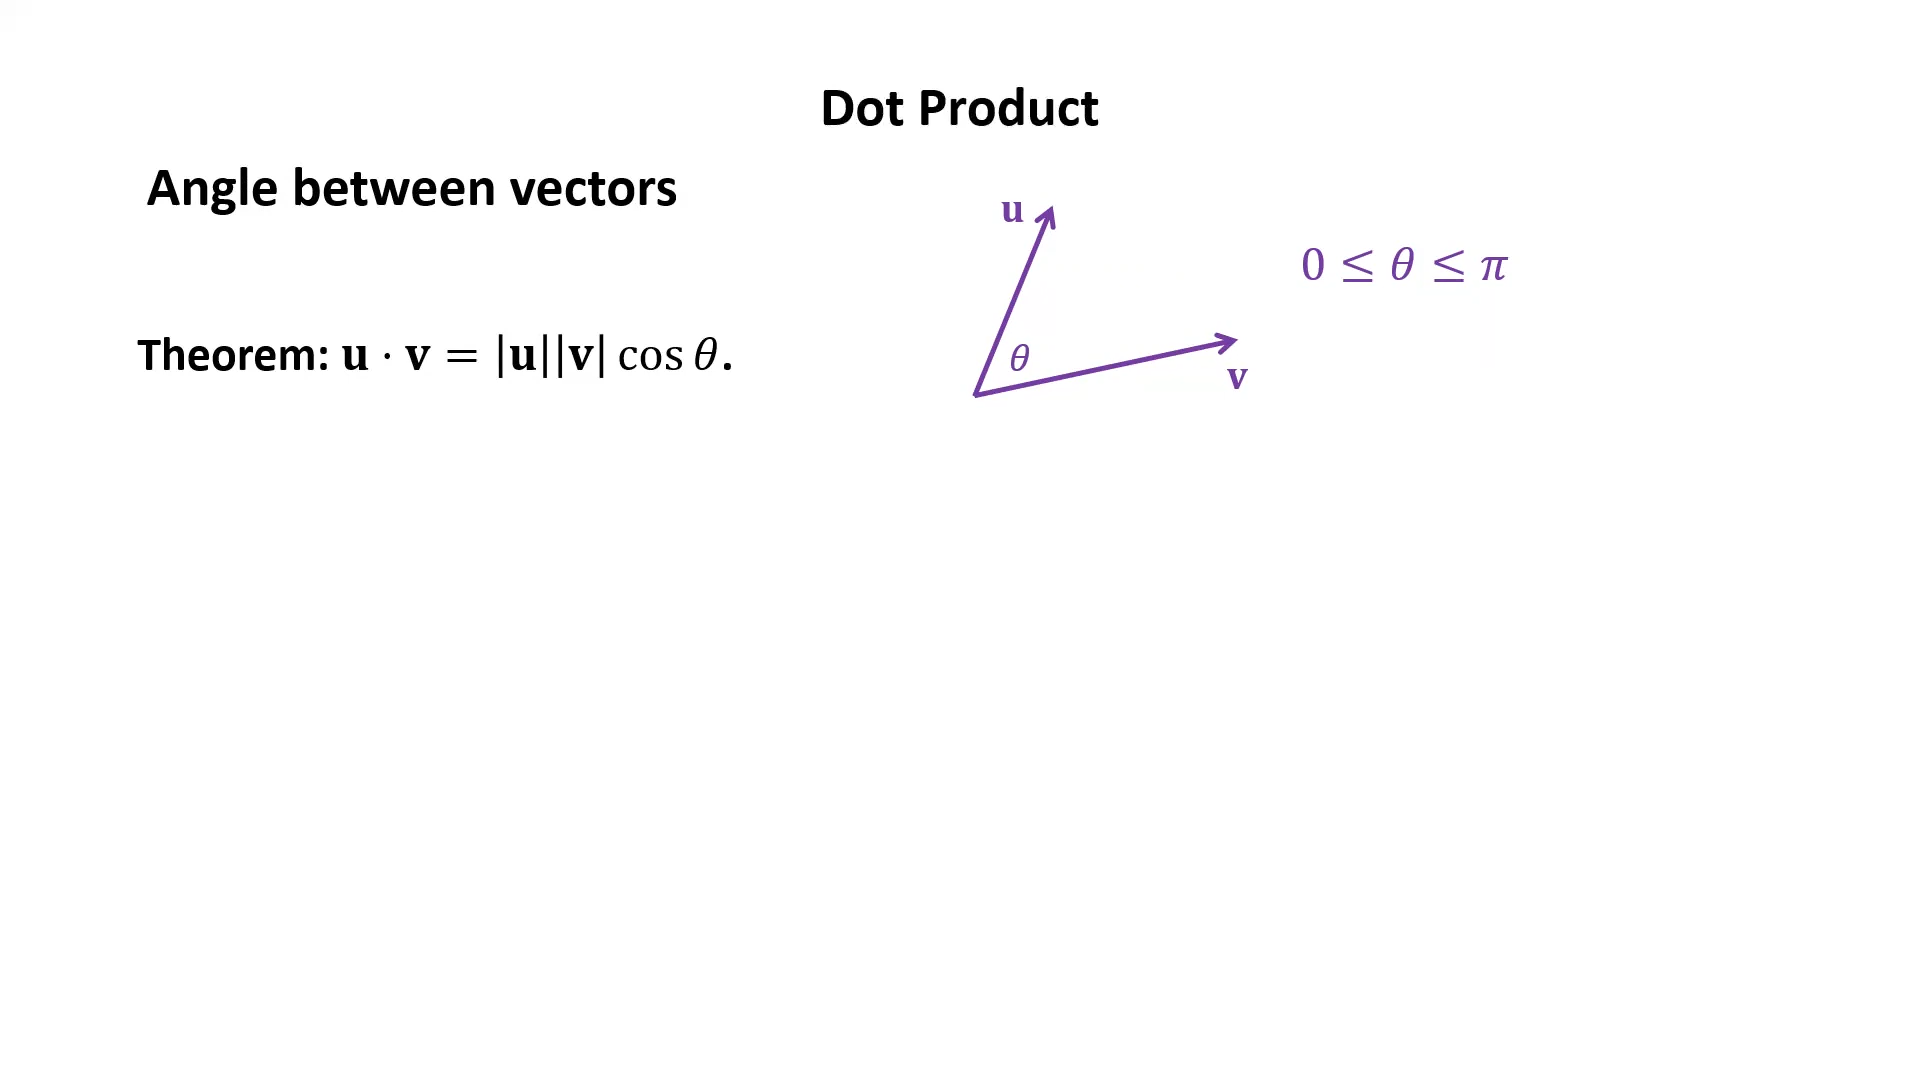 Dot Product
Angle between vectors
u
0 ≤ θ ≤ π
Theorem: u · v = |u||v| cos θ.
θ
v